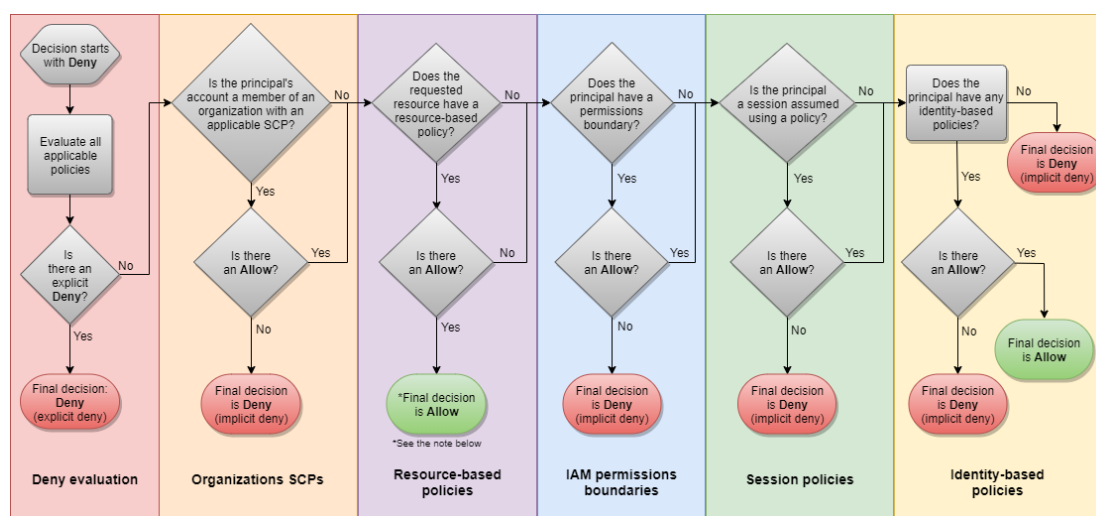 Decision starts
with Deny
Evaluate all
applicable
policies
Is
there an
explicit
Deny?
No
Yes
Final decision:
Deny
(explicit deny)
Deny evaluation
Is the principal's
account a member of an
organization with an
applicable SCP?
No
Yes
Is there
an Allow?
Yes
No
Final decision
is Deny
(implicit deny)
Organizations SCPs
Does the
requested
resource have a
resource-based
policy?
No
Yes
Is there
an Allow?
No
Yes
*Final decision
is Allow
*See the note below
Resource-based
policies
Does the
principal have a
permissions
boundary?
No
Yes
Is there
an Allow?
Yes
No
Final decision
is Deny
(implicit deny)
IAM permissions
boundaries
Is the principal
a session assumed
using a policy?
No
Yes
Is there
an Allow?
Yes
No
Final decision
is Deny
(implicit deny)
Session policies
Does the
principal have any
identity-based
policies?
No
Final decision
is Deny
(implicit deny)
Yes
Is there
an Allow?
Yes
Final decision
is Allow
No
Final decision
is Deny
(implicit deny)
Identity-based
policies